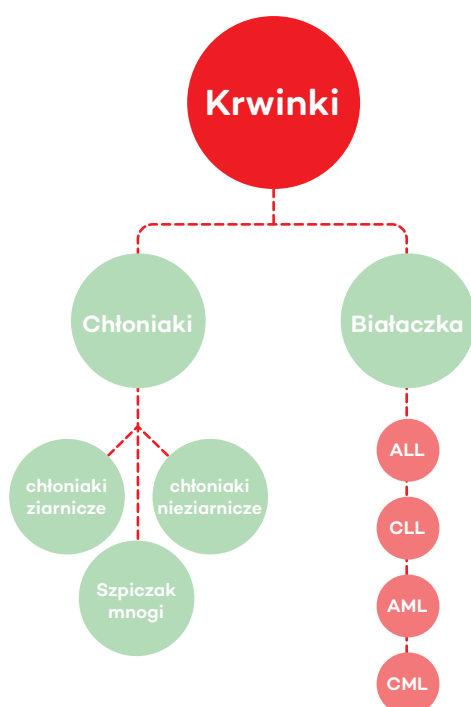 Krwinki
Chłoniaki
Białaczka
chłoniaki
ziarnicze
chłoniaki
nieziarnicze
Szpiczak
mnogi
ALL
CLL
AML
CML